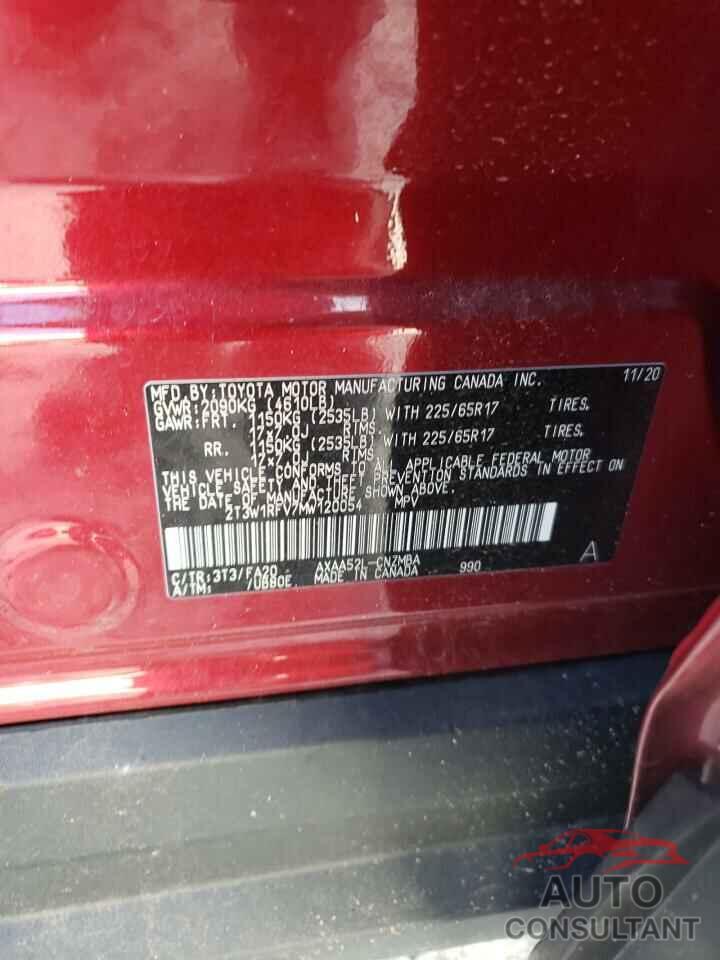 MFD. BY: TOYOTA MOTOR MANUFACTURING CANADA INC. 11/20
GVWR: 2090KG (4610LB)
GAWR: FRT. 1150KG (2535LB) WITH 225/65R17 TIRES.
17x7J RIMS.
RR. 1150KG (2535LB) WITH 225/65R17 TIRES.
17x7J RIMS.
THIS VEHICLE CONFORMS TO ALL APPLICABLE FEDERAL MOTOR
VEHICLE SAFETY AND THEFT PREVENTION STANDARDS IN EFFECT ON
THE DATE OF MANUFACTURE SHOWN ABOVE.
2T3W1RFV7MW120054 MPV
A
C/TR: 3T3/FA20 AXAA52L-CNZMBA 990
A/TM: MADE IN CANADA
AUTO
CONSULTANT